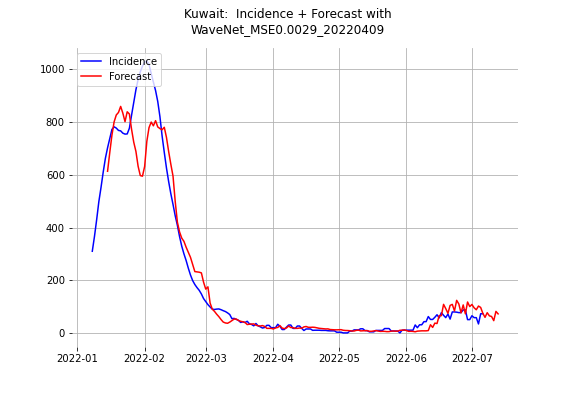 Kuwait:  Incidence + Forecast with
WaveNet_MSE0.0029_20220409
Incidence
Forecast
1000
800
600
400
200
0
2022-01 2022-02 2022-03 2022-04 2022-05 2022-06 2022-07